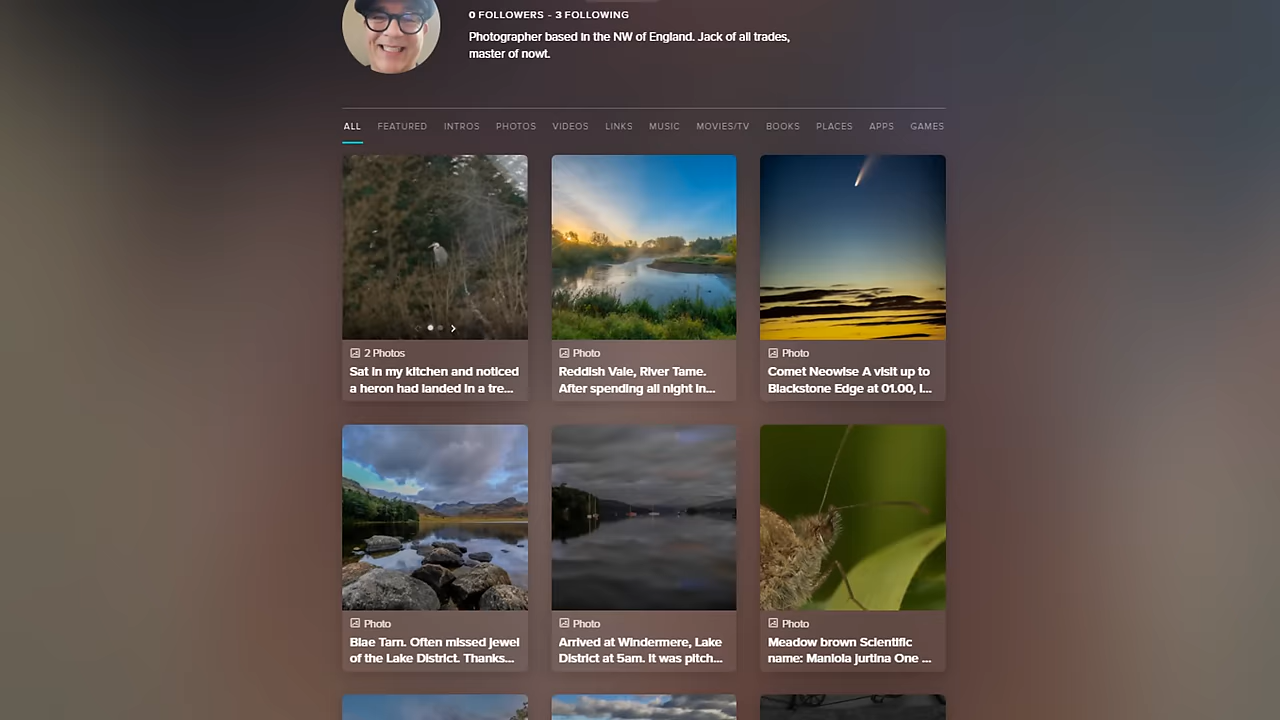 0 FOLLOWERS - 3 FOLLOWING
Photographer based in the NW of England. Jack of all trades,
master of nowt.
ALL FEATURED INTROS PHOTOS VIDEOS LINKS MUSIC MOVIES/TV BOOKS PLACES APPS GAMES
2 Photos
Sat in my kitchen and noticed
a heron had landed in a tre...
Photo
Reddish Vale, River Tame.
After spending all night in...
Photo
Comet Neowise A visit up to
Blackstone Edge at 01.00, I...
Photo
Blae Tarn. Often missed jewel
of the Lake District. Thanks...
Photo
Arrived at Windermere, Lake
District at 5am. It was pitch...
Photo
Meadow brown Scientific
name: Maniola jurtina One ...